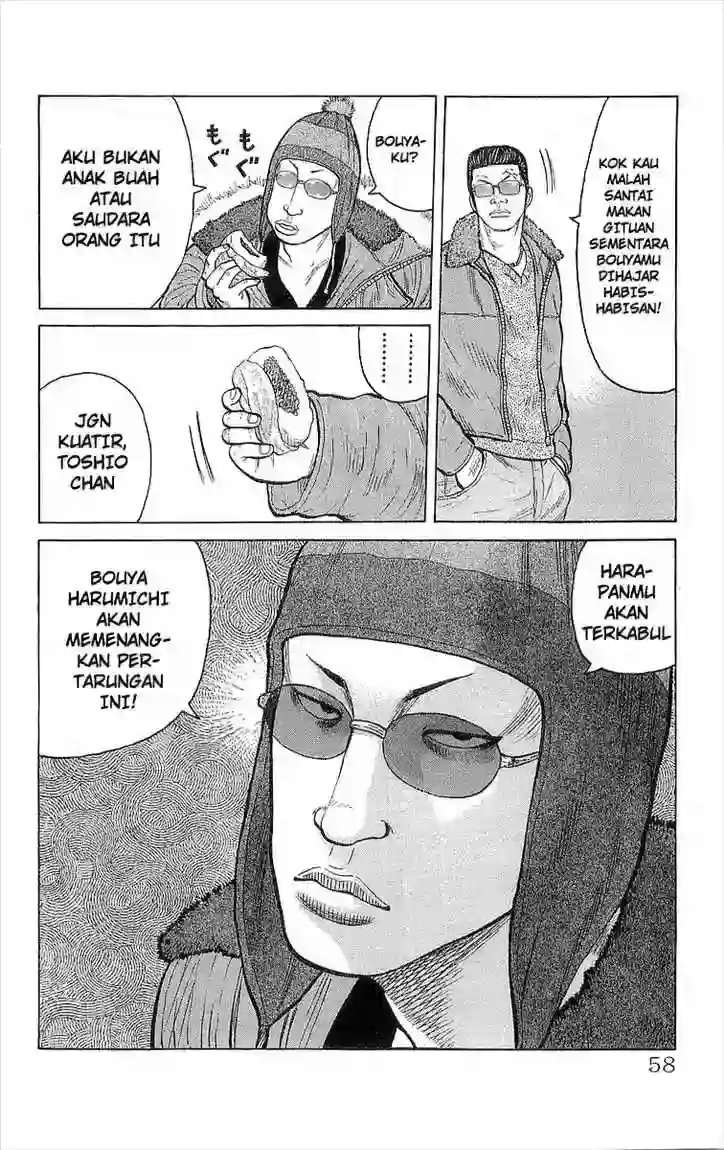 KOK KAU
MALAH
SANTAI
MAKAN
GITUAN
SEMENTARA
BOUYAMU
DIHAJAR
HABIS-
HABISAN!
BOUYA-
KU?
もぐ"
もぐ"
AKU BUKAN
ANAK BUAH
ATAU
SAUDARA
ORANG ITU
........
JGN
KUATIR,
TOSHIO
CHAN
HARA-
PANMU
AKAN
TERKABUL
BOUYA
HARUMICHI
AKAN
MEMENANG-
KAN PER-
TARUNGAN
INI!
58